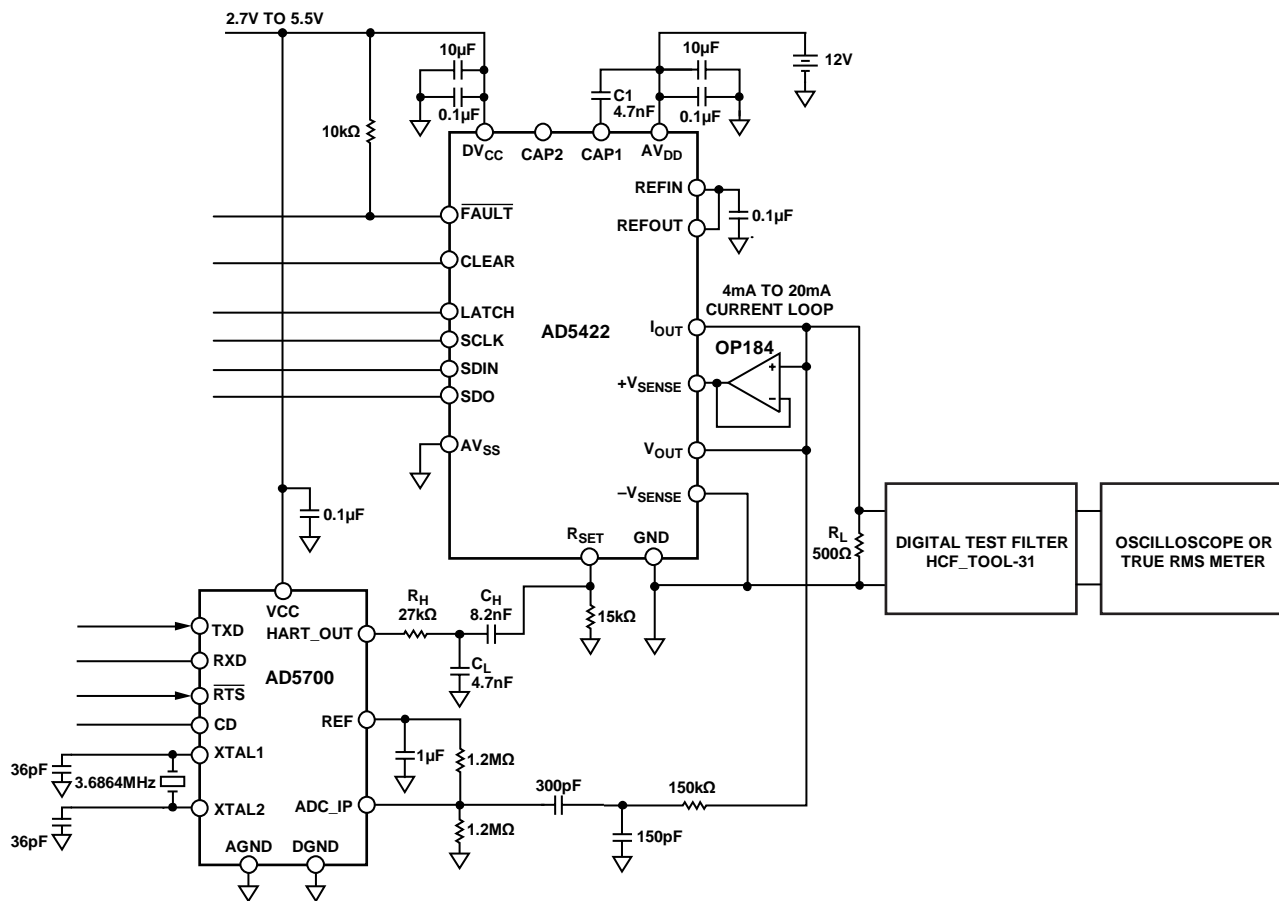 2.7V TO 5.5V
10µF
0.1µF
10kΩ
C1
4.7nF
10µF
0.1µF
12V
DVCC
CAP2
CAP1
AVDD
REFIN
REFOUT
0.1µF
FAULT
CLEAR
LATCH
SCLK
SDIN
SDO
AVSS
AD5422
4mA TO 20mA
CURRENT LOOP
IOUT
OP184
+
–
+VSENSE
VOUT
–VSENSE
RSET
GND
RL
500Ω
DIGITAL TEST FILTER
HCF_TOOL-31
OSCILLOSCOPE OR
TRUE RMS METER
0.1µF
VCC
TXD
RXD
RTS
CD
XTAL1
XTAL2
AD5700
HART_OUT
REF
ADC_IP
AGND
DGND
RH
27kΩ
CH
8.2nF
CL
4.7nF
15kΩ
1µF
1.2MΩ
1.2MΩ
300pF
150kΩ
150pF
36pF
3.6864MHz
36pF